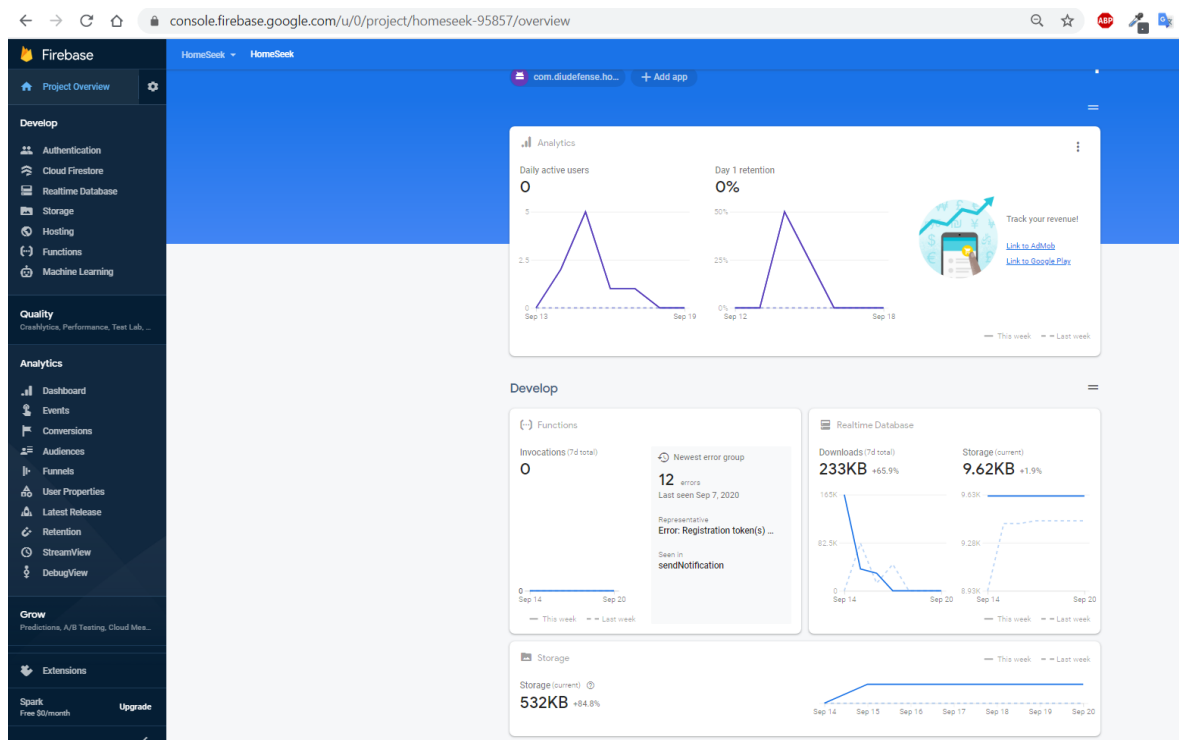 console.firebase.google.com/u/0/project/homeseek-95857/overview
ABP
Firebase
HomeSeek
HomeSeek
Project Overview
com.diudefense.ho...
+ Add app
Develop
Authentication
Cloud Firestore
Realtime Database
Storage
Hosting
Functions
Machine Learning
Quality
Crashlytics, Performance, Test Lab, ...
Analytics
Dashboard
Events
Conversions
Audiences
Funnels
User Properties
Latest Release
Retention
StreamView
DebugView
Grow
Predictions, A/B Testing, Cloud Mes...
Extensions
Spark
Free $0/month
Upgrade
Analytics
Daily active users
0
5
2.5
0
Sep 13
Sep 19
Day 1 retention
0%
50%
25%
0%
Sep 12
Sep 18
Track your revenue!
Link to AdMob
Link to Google Play
This week
Last week
Develop
Functions
Invocations (7d total)
0
0
Sep 14
Sep 20
This week
Last week
Newest error group
12 errors
Last seen Sep 7, 2020
Representative
Error: Registration token(s) ...
Seen in
sendNotification
Realtime Database
Downloads (7d total)
233KB +65.9%
165K
82.5K
0
Sep 14
Sep 20
Storage (current)
9.62KB +1.9%
9.63K
9.28K
8.93K
Sep 14
Sep 20
This week
Last week
Storage
This week
Last week
Storage (current)
532KB +84.8%
Sep 14
Sep 15
Sep 16
Sep 17
Sep 18
Sep 19
Sep 20